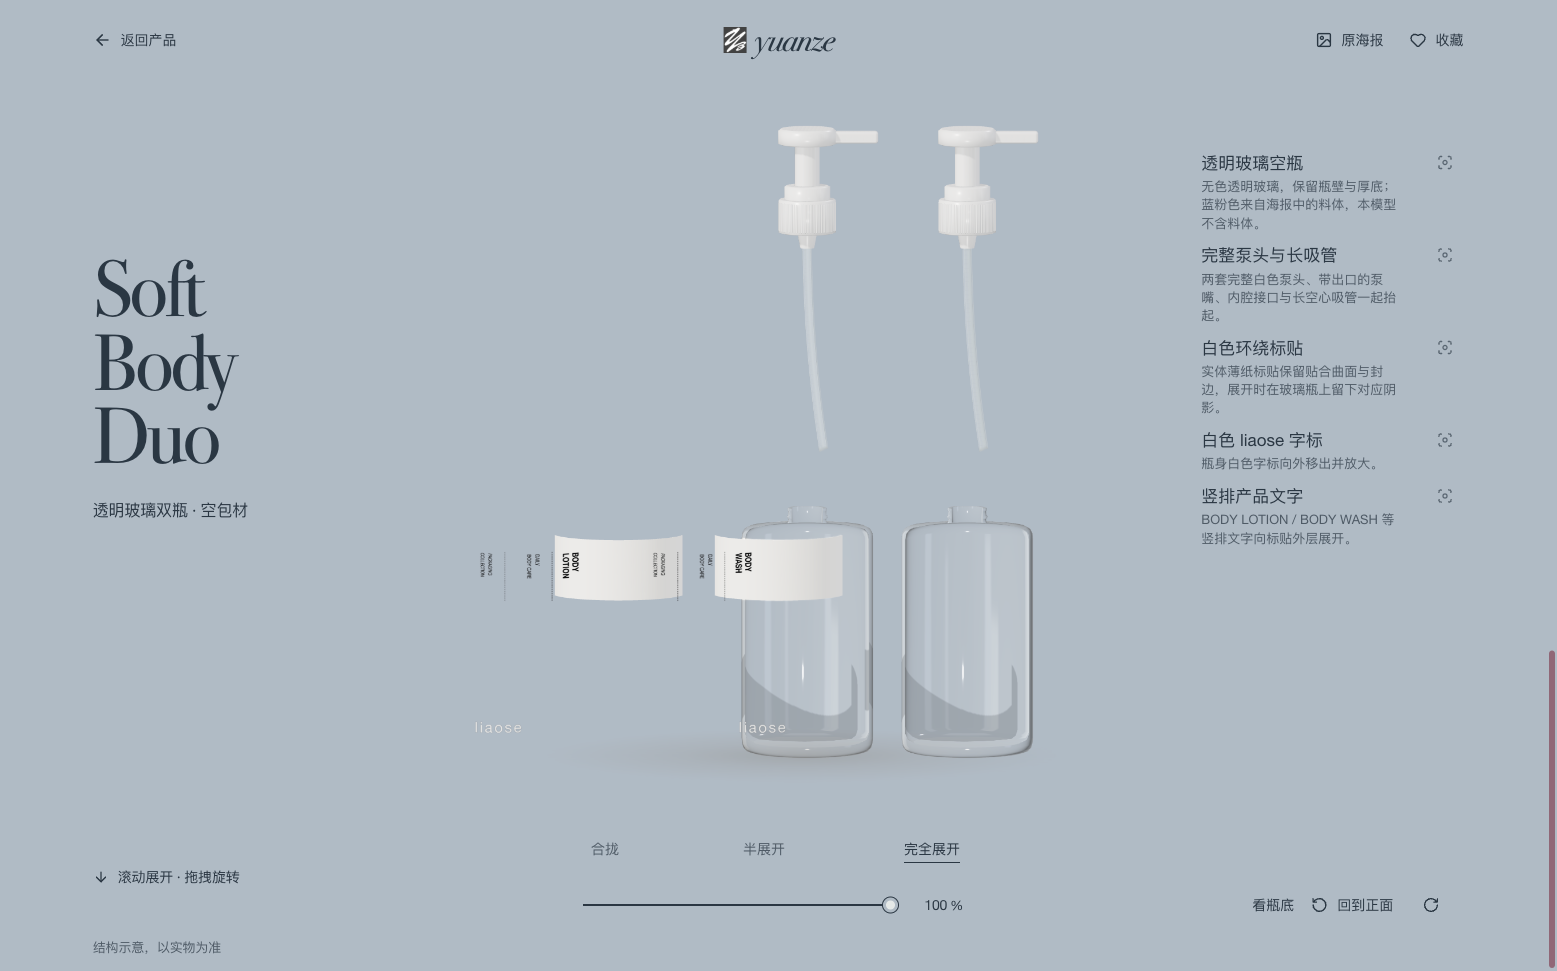 返回产品
yuanze
原海报
收藏
Soft
Body
Duo
透明玻璃双瓶 · 空包材
透明玻璃空瓶
无色透明玻璃，保留瓶壁与厚底；
蓝粉色来自海报中的料体，本模型
不含料体。
完整泵头与长吸管
两套完整白色泵头、带出口的泵
嘴、内腔接口与长空心吸管一起抬
起。
白色环绕标贴
实体薄纸标贴保留贴合曲面与封
边，展开时在玻璃瓶上留下对应阴
影。
白色 liaose 字标
瓶身白色字标向外移出并放大。
竖排产品文字
BODY LOTION / BODY WASH 等
竖排文字向标贴外层展开。
PACKAGING
COLLECTION
DAILY
BODY CARE
BODY
LOTION
PACKAGING
COLLECTION
DAILY
BODY CARE
BODY
WASH
liaose
liaose
合拢
半展开
完全展开
100 %
滚动展开 · 拖拽旋转
看瓶底
回到正面
结构示意，以实物为准